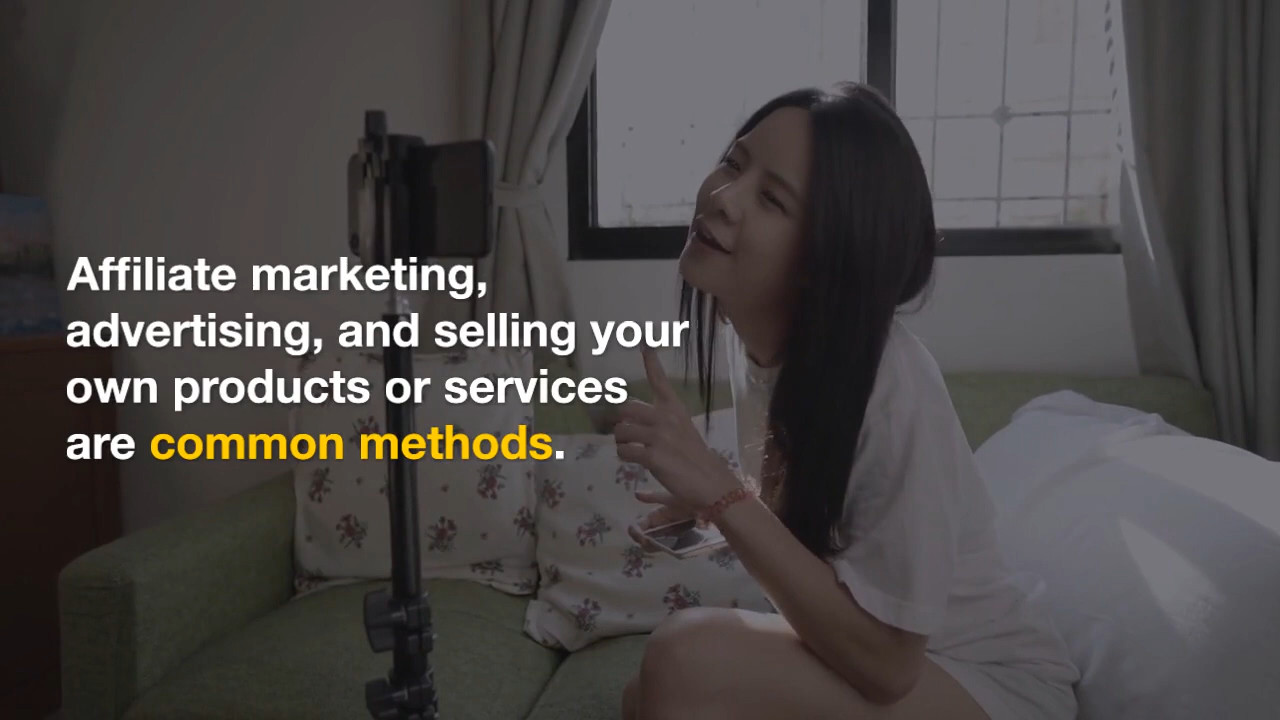 Affiliate marketing,
advertising, and selling your
own products or services
are common methods.